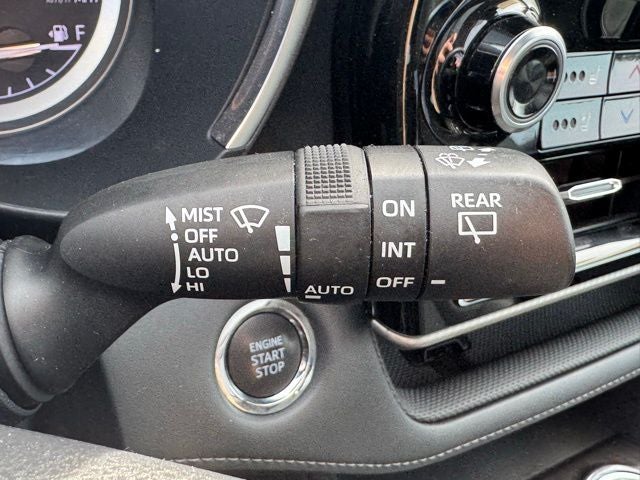 F
MIST
OFF
AUTO
LO
HI
AUTO
ON
INT
OFF
REAR
ENGINE
START
STOP